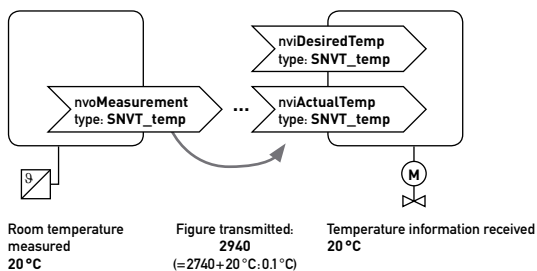 nviDesiredTemp
type: SNVT_temp
nvoMeasurement
type: SNVT_temp
...
nviActualTemp
type: SNVT_temp
ϑ
M
Room temperature
measured
20 °C
Figure transmitted:
2940
(=2740+20 °C:0.1 °C)
Temperature information received
20 °C